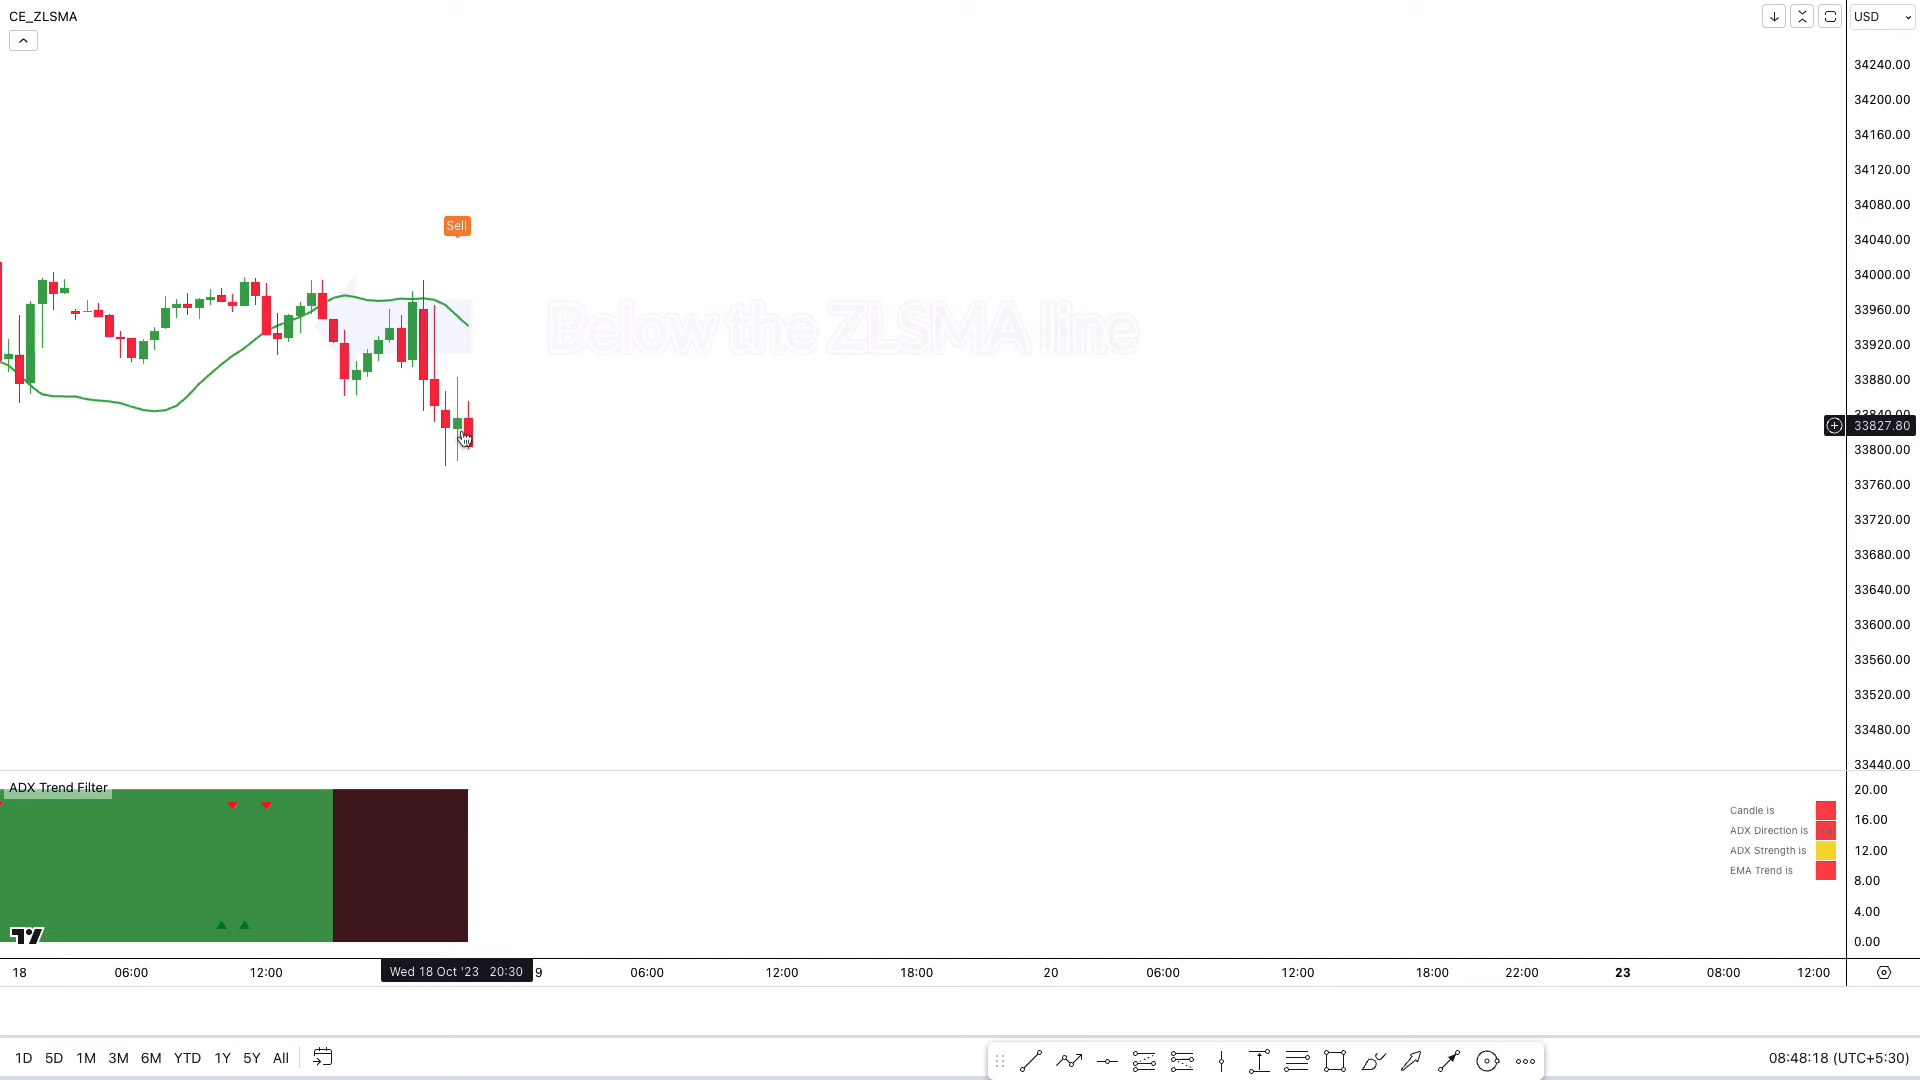 CE_ZLSMA
USD
34240.00
34200.00
34160.00
34120.00
34080.00
34040.00
34000.00
33960.00
33920.00
33880.00
33840.00
33827.80
33800.00
33760.00
33720.00
33680.00
33640.00
33600.00
33560.00
33520.00
33480.00
33440.00
Sell
Below the ZLSMA line
ADX Trend Filter
20.00
16.00
12.00
8.00
4.00
0.00
Candle is
ADX Direction is
ADX Strength is
EMA Trend is
18 06:00 12:00 Wed 18 Oct '23 20:30 9 06:00 12:00 18:00 20 06:00 12:00 18:00 22:00 23 08:00 12:00
1D 5D 1M 3M 6M YTD 1Y 5Y All
08:48:18 (UTC+5:30)